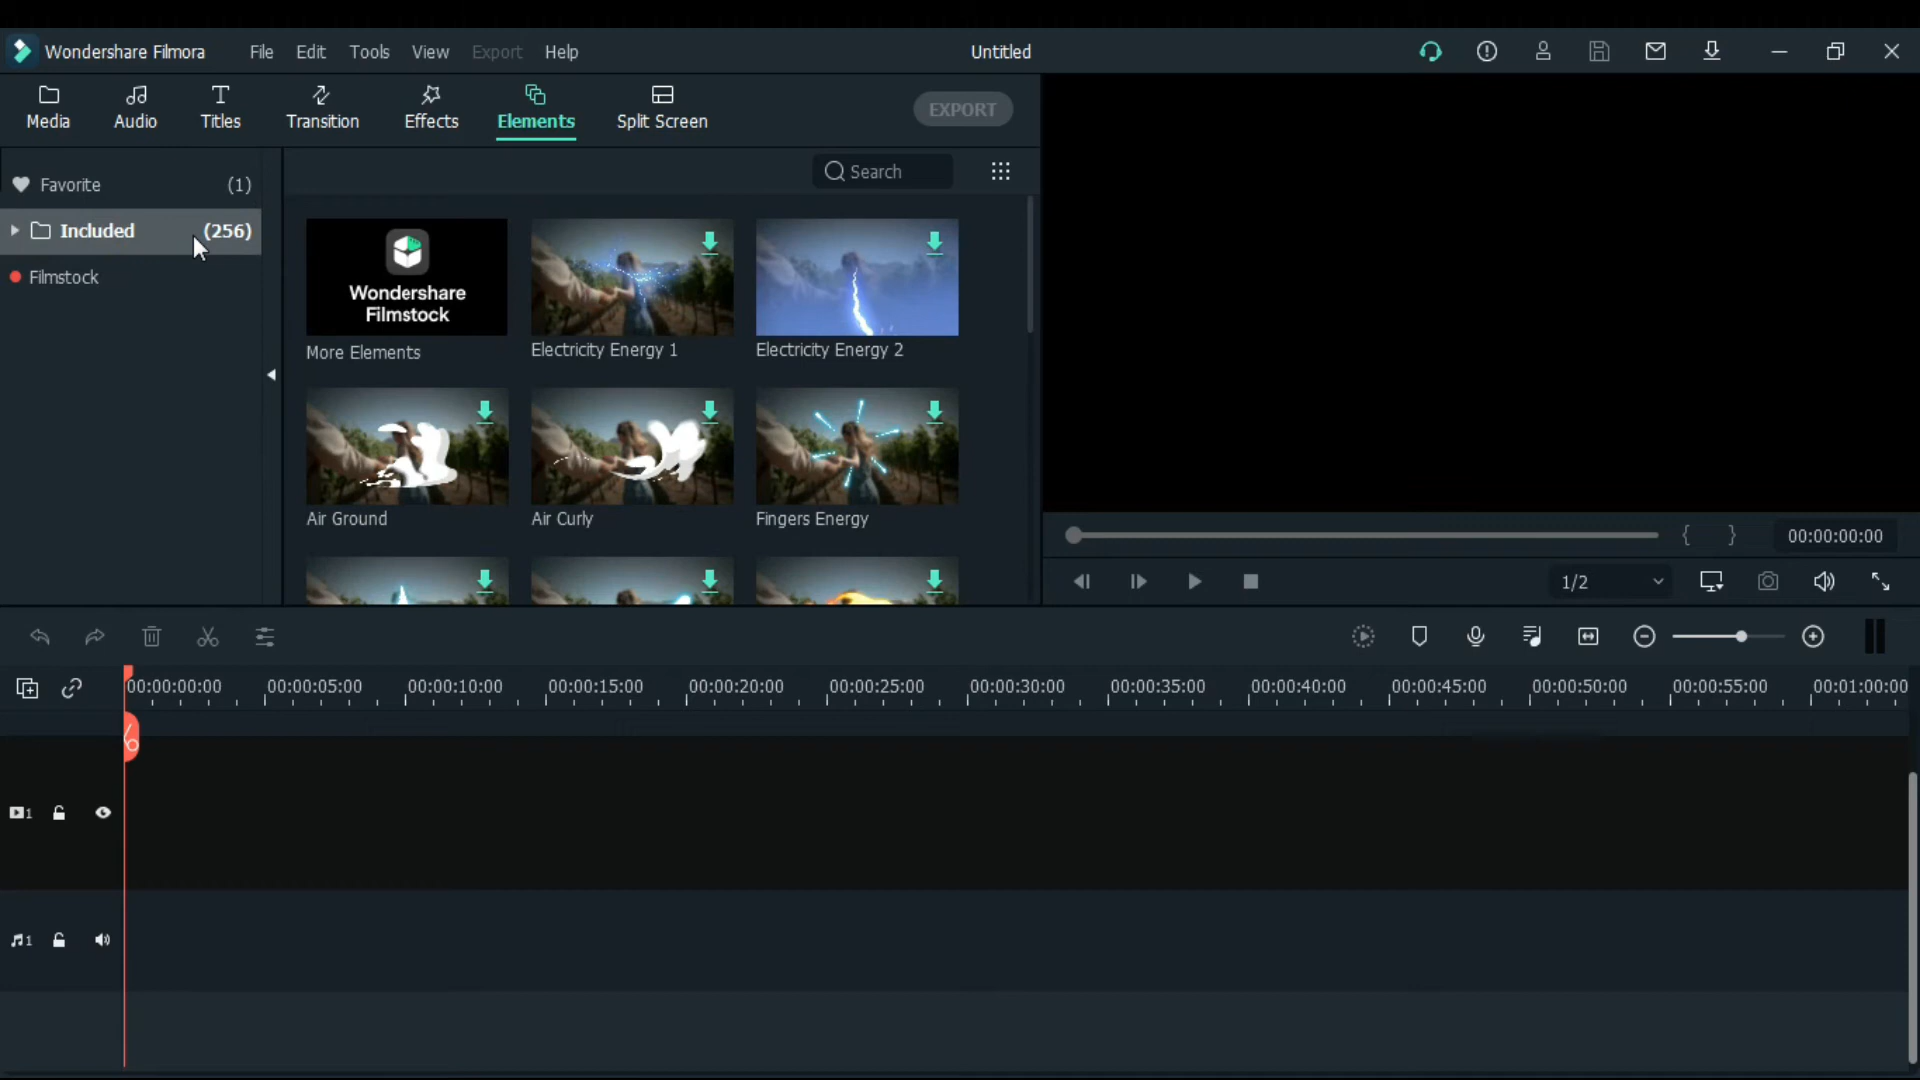 Wondershare Filmora File Edit Tools View Export Help Untitled
Media Audio Titles Transition Effects Elements Split Screen EXPORT
Favorite (1)
Search
Included (256)
Filmstock
Wondershare
Filmstock
More Elements Electricity Energy 1 Electricity Energy 2
Air Ground Air Curly Fingers Energy
{ } 00:00:00:00
1/2
00:00:00:00 00:00:05:00 00:00:10:00 00:00:15:00 00:00:20:00 00:00:25:00 00:00:30:00 00:00:35:00 00:00:40:00 00:00:45:00 00:00:50:00 00:00:55:00 00:01:00:00
1
1